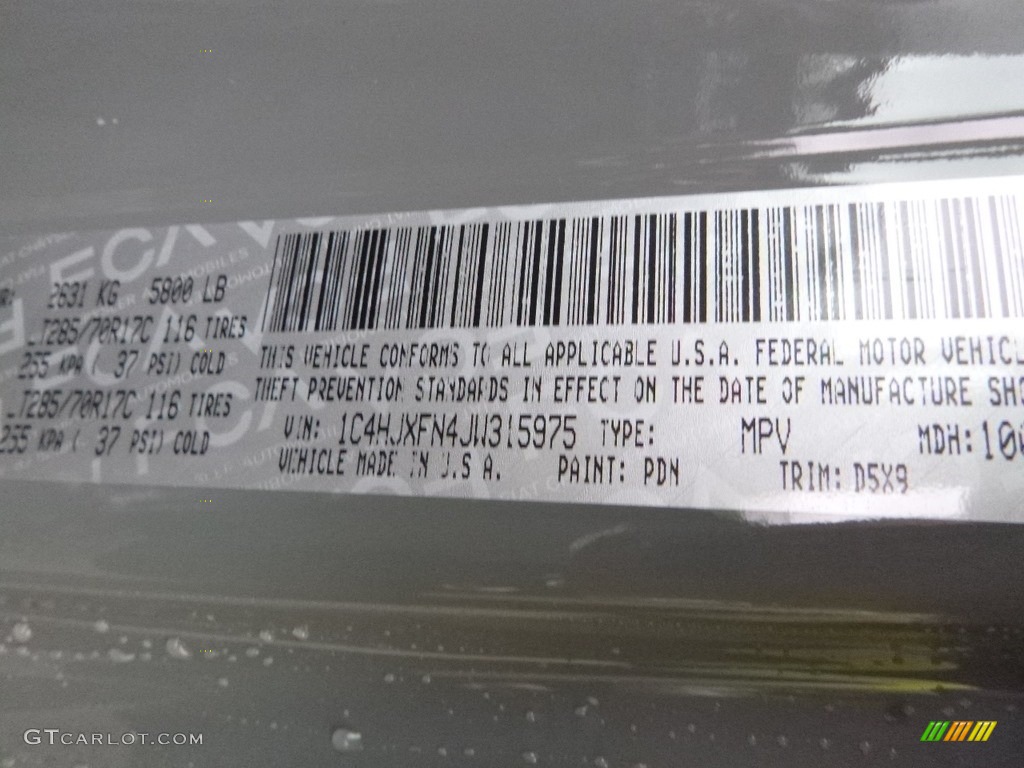 2631 KG 5800 LB
LT285/70R17C 116 TIRES
255 KPA ( 37 PSI) COLD
LT285/70R17C 116 TIRES
255 KPA ( 37 PSI) COLD
THIS VEHICLE CONFORMS TO ALL APPLICABLE U.S.A. FEDERAL MOTOR VEHICL
THEFT PREVENTION STANDARDS IN EFFECT ON THE DATE OF MANUFACTURE SHO
VIN: 1C4HJXFN4JW315975 TYPE: MPV MDH: 10
VEHICLE MADE IN U.S.A. PAINT: PDN TRIM: D5X9
GTCARLOT.COM